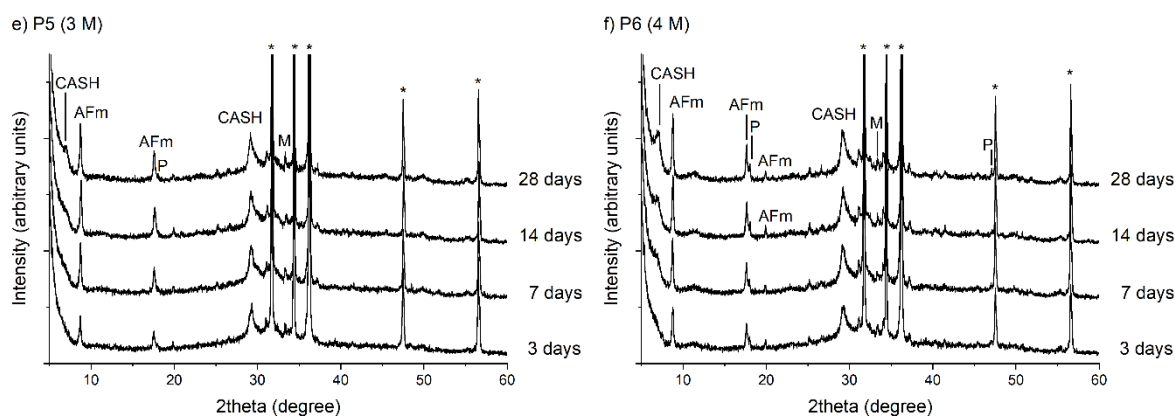 e) P5 (3 M)
* * *
CASH
AFm
AFm
P
CASH
M
*
*
28 days
14 days
7 days
3 days
Intensity (arbitrary units)
10 20 30 40 50 60
2theta (degree)
f) P6 (4 M)
* * *
CASH
AFm
AFm
P
AFm
AFm
CASH
M
P
*
*
28 days
14 days
7 days
3 days
Intensity (arbitrary units)
10 20 30 40 50 60
2theta (degree)